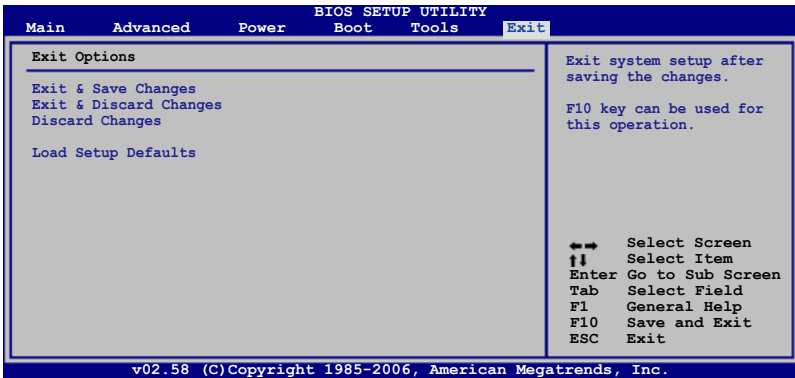 BIOS SETUP UTILITY
Main Advanced Power Boot Tools Exit
Exit Options
Exit & Save Changes
Exit & Discard Changes
Discard Changes
Load Setup Defaults
Exit system setup after
saving the changes.
F10 key can be used for
this operation.
←→ Select Screen
↑↓ Select Item
Enter Go to Sub Screen
Tab Select Field
F1 General Help
F10 Save and Exit
ESC Exit
v02.58 (C)Copyright 1985-2006, American Megatrends, Inc.